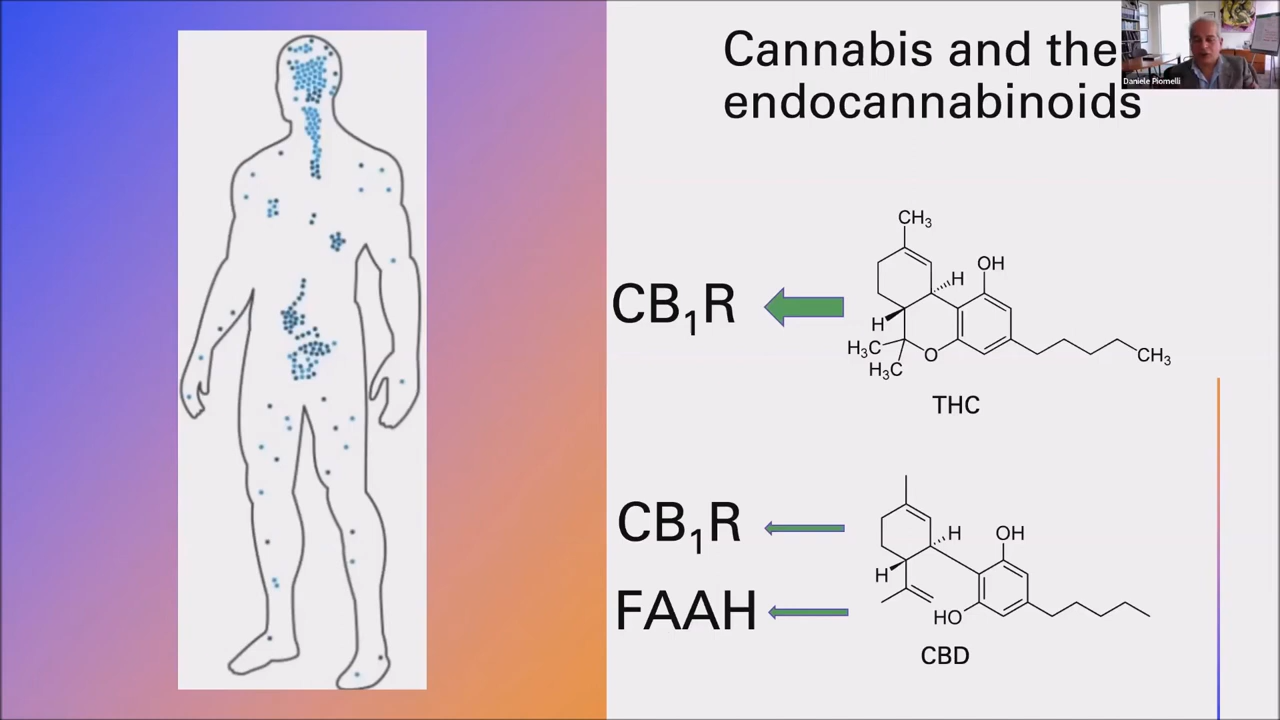 Cannabis and the
endocannabinoids
Daniele Piomelli
CH₃
OH
H
CB₁R
H
H₃C
O
H₃C
CH₃
THC
CB₁R
H
OH
H
FAAH
HO
CBD